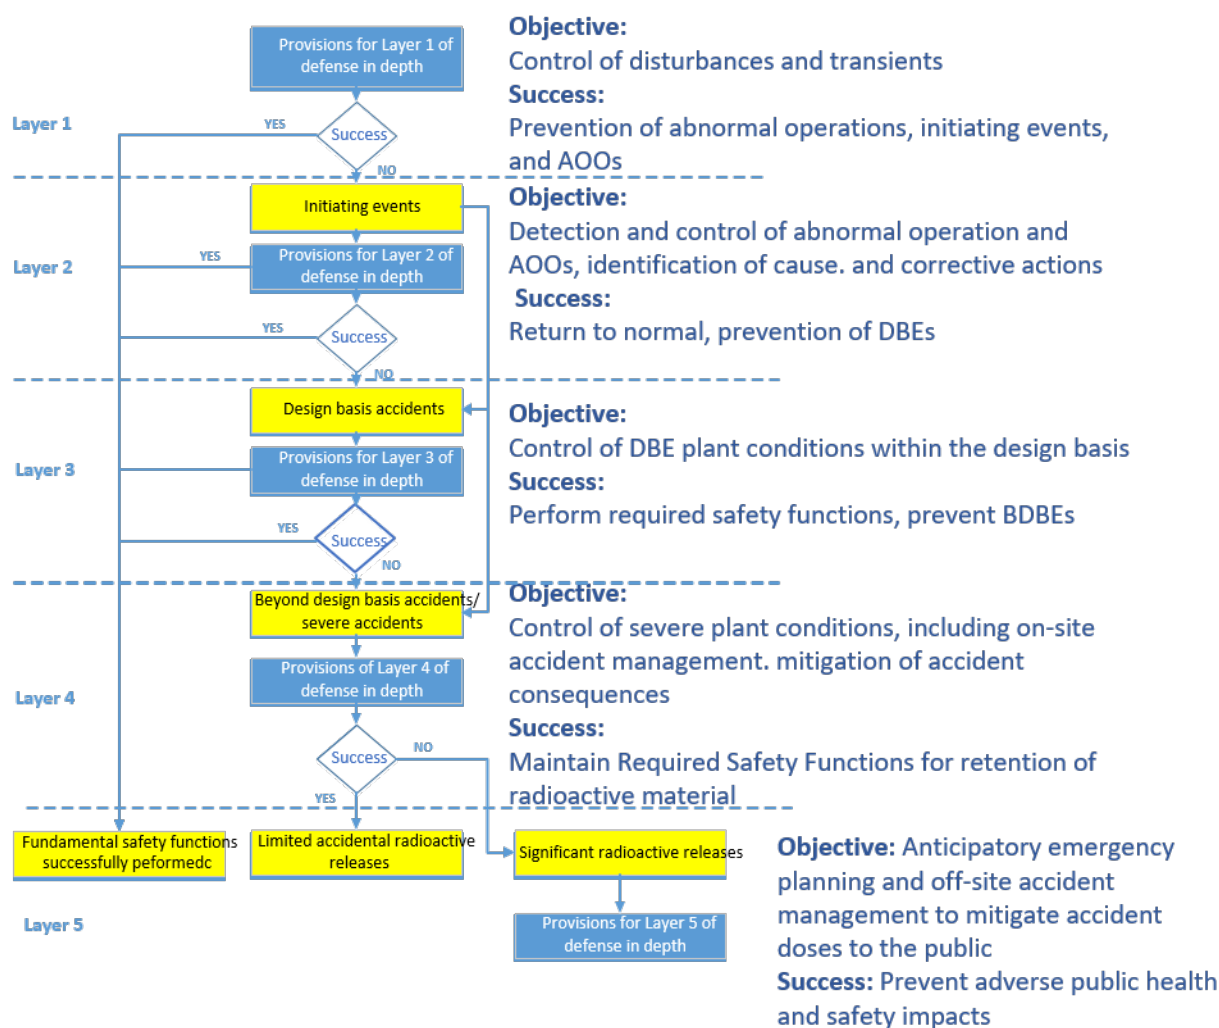 Provisions for Layer 1 of
defense in depth
Objective:
Control of disturbances and transients
Success:
Prevention of abnormal operations, initiating events,
and AOOs
Layer 1
YES
Success
NO
Initiating events
Objective:
Detection and control of abnormal operation and
AOOs, identification of cause. and corrective actions
Success:
Return to normal, prevention of DBEs
Layer 2
YES
Provisions for Layer 2 of
defense in depth
YES
Success
NO
Design basis accidents
Objective:
Control of DBE plant conditions within the design basis
Success:
Perform required safety functions, prevent BDBEs
Layer 3
Provisions for Layer 3 of
defense in depth
YES
Success
NO
Beyond design basis accidents/
severe accidents
Objective:
Control of severe plant conditions, including on-site
accident management. mitigation of accident
consequences
Success:
Maintain Required Safety Functions for retention of
radioactive material
Layer 4
Provisions of Layer 4 of
defense in depth
Success
NO
YES
Fundamental safety functions
successfully peformedc
Limited accidental radioactive
releases
Significant radioactive releases
Objective: Anticipatory emergency
planning and off-site accident
management to mitigate accident
doses to the public
Success: Prevent adverse public health
and safety impacts
Layer 5
Provisions for Layer 5 of
defense in depth